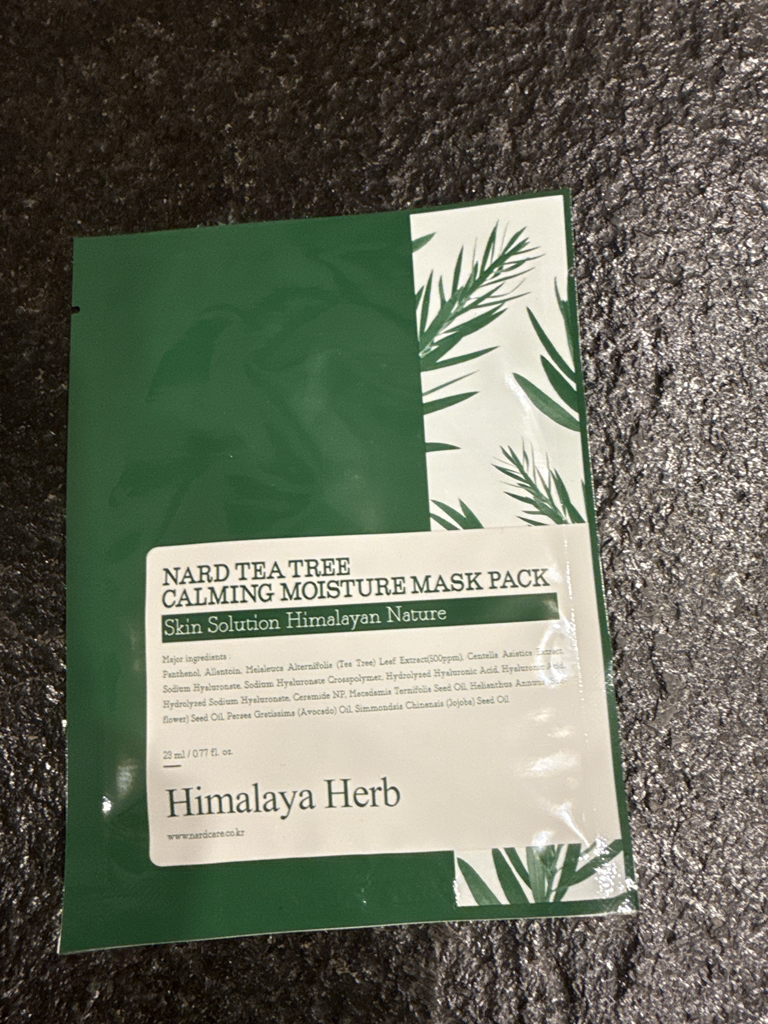 NARD TEA TREE
CALMING MOISTURE MASK PACK
Skin Solution Himalayan Nature
Major ingredients :
Panthenol, Allantoin, Melaleuca Alternifolia (Tea Tree) Leaf Extract(500ppm), Centella Asiatica Extract,
Sodium Hyaluronate, Sodium Hyaluronate Crosspolymer, Hydrolyzed Hyaluronic Acid, Hyaluronic Acid,
Hydrolyzed Sodium Hyaluronate, Ceramide NP, Macadamia Ternifolia Seed Oil, Helianthus Annuus
flower) Seed Oil, Persea Gratissima (Avocado) Oil, Simmondsia Chinensis (Jojoba) Seed Oil
23 ml / 0.77 fl. oz.
Himalaya Herb
www.nardcare.co.kr